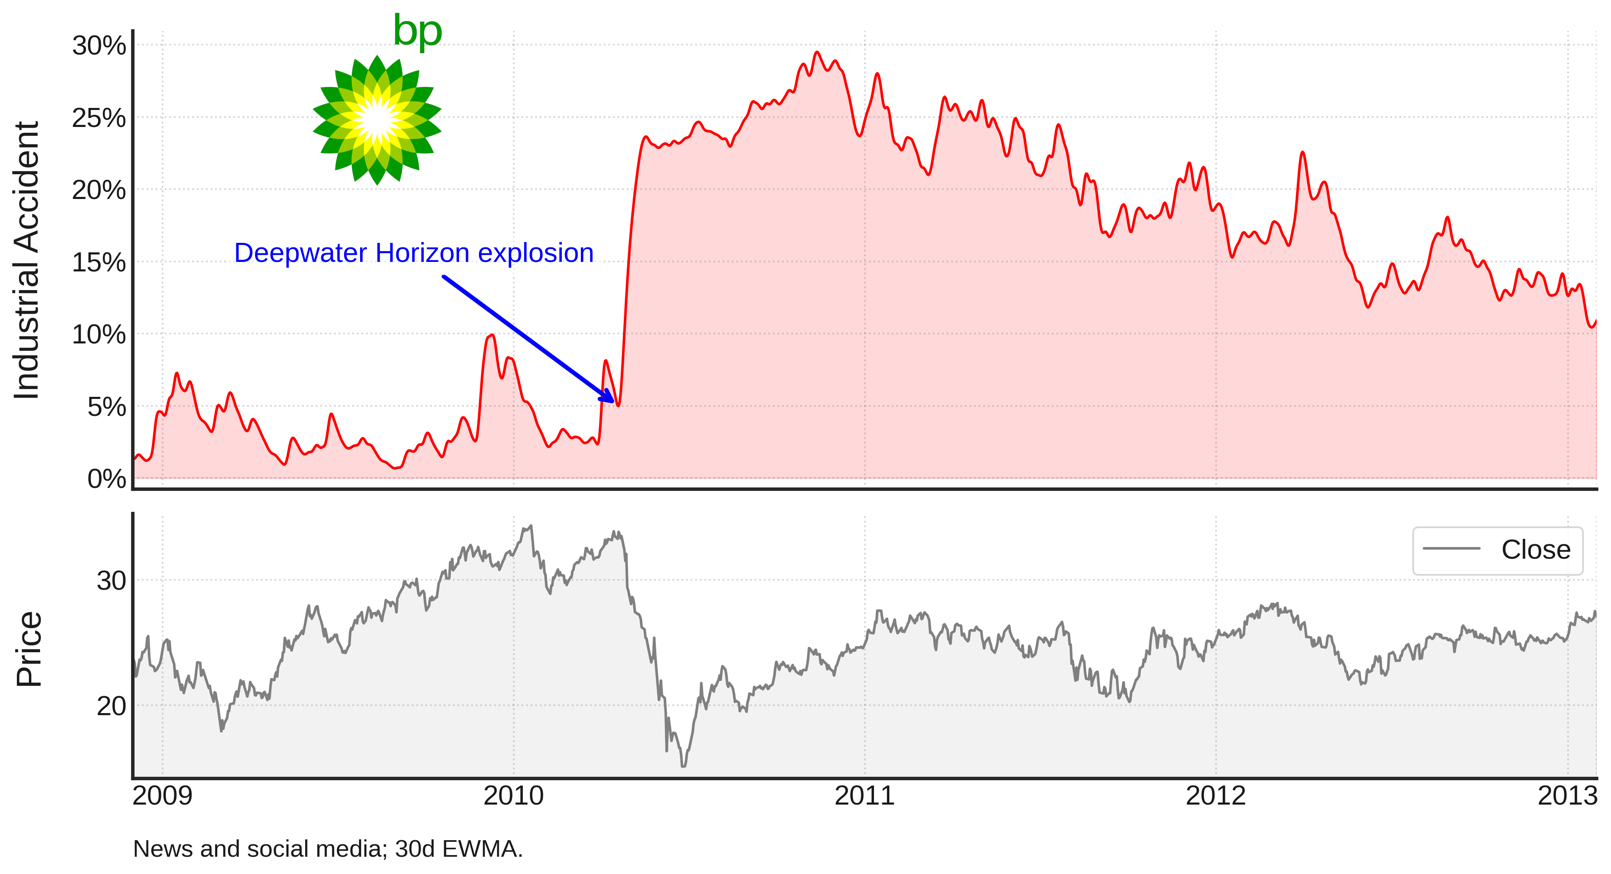 bp
30%
25%
20%
15%
10%
5%
0%
Industrial Accident
Deepwater Horizon explosion
Close
30
20
Price
2009 2010 2011 2012 2013
News and social media; 30d EWMA.